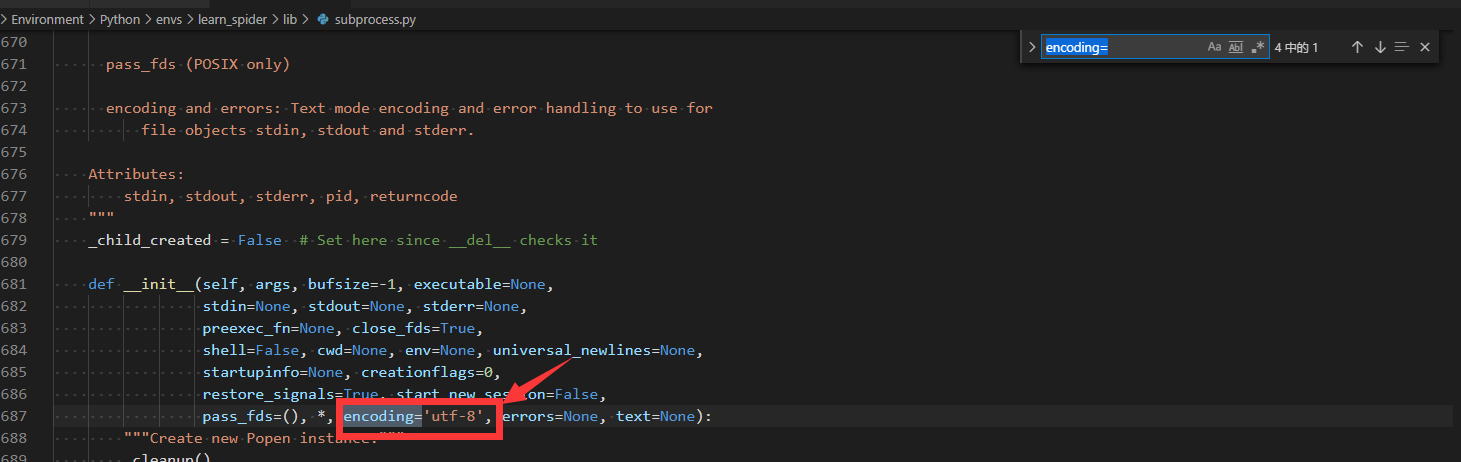 > Environment > Python > envs > learn_spider > lib > subprocess.py
encoding=
Aa Abl .* 4 中的 1
670
671 pass_fds (POSIX only)
672
673 encoding and errors: Text mode encoding and error handling to use for
674 file objects stdin, stdout and stderr.
675
676 Attributes:
677 stdin, stdout, stderr, pid, returncode
678 """
679 _child_created = False # Set here since __del__ checks it
680
681 def __init__(self, args, bufsize=-1, executable=None,
682 stdin=None, stdout=None, stderr=None,
683 preexec_fn=None, close_fds=True,
684 shell=False, cwd=None, env=None, universal_newlines=None,
685 startupinfo=None, creationflags=0,
686 restore_signals=True, start_new_session=False,
687 pass_fds=(), *, encoding='utf-8', errors=None, text=None):
688 """Create new Popen instance."""
689 _cleanup()